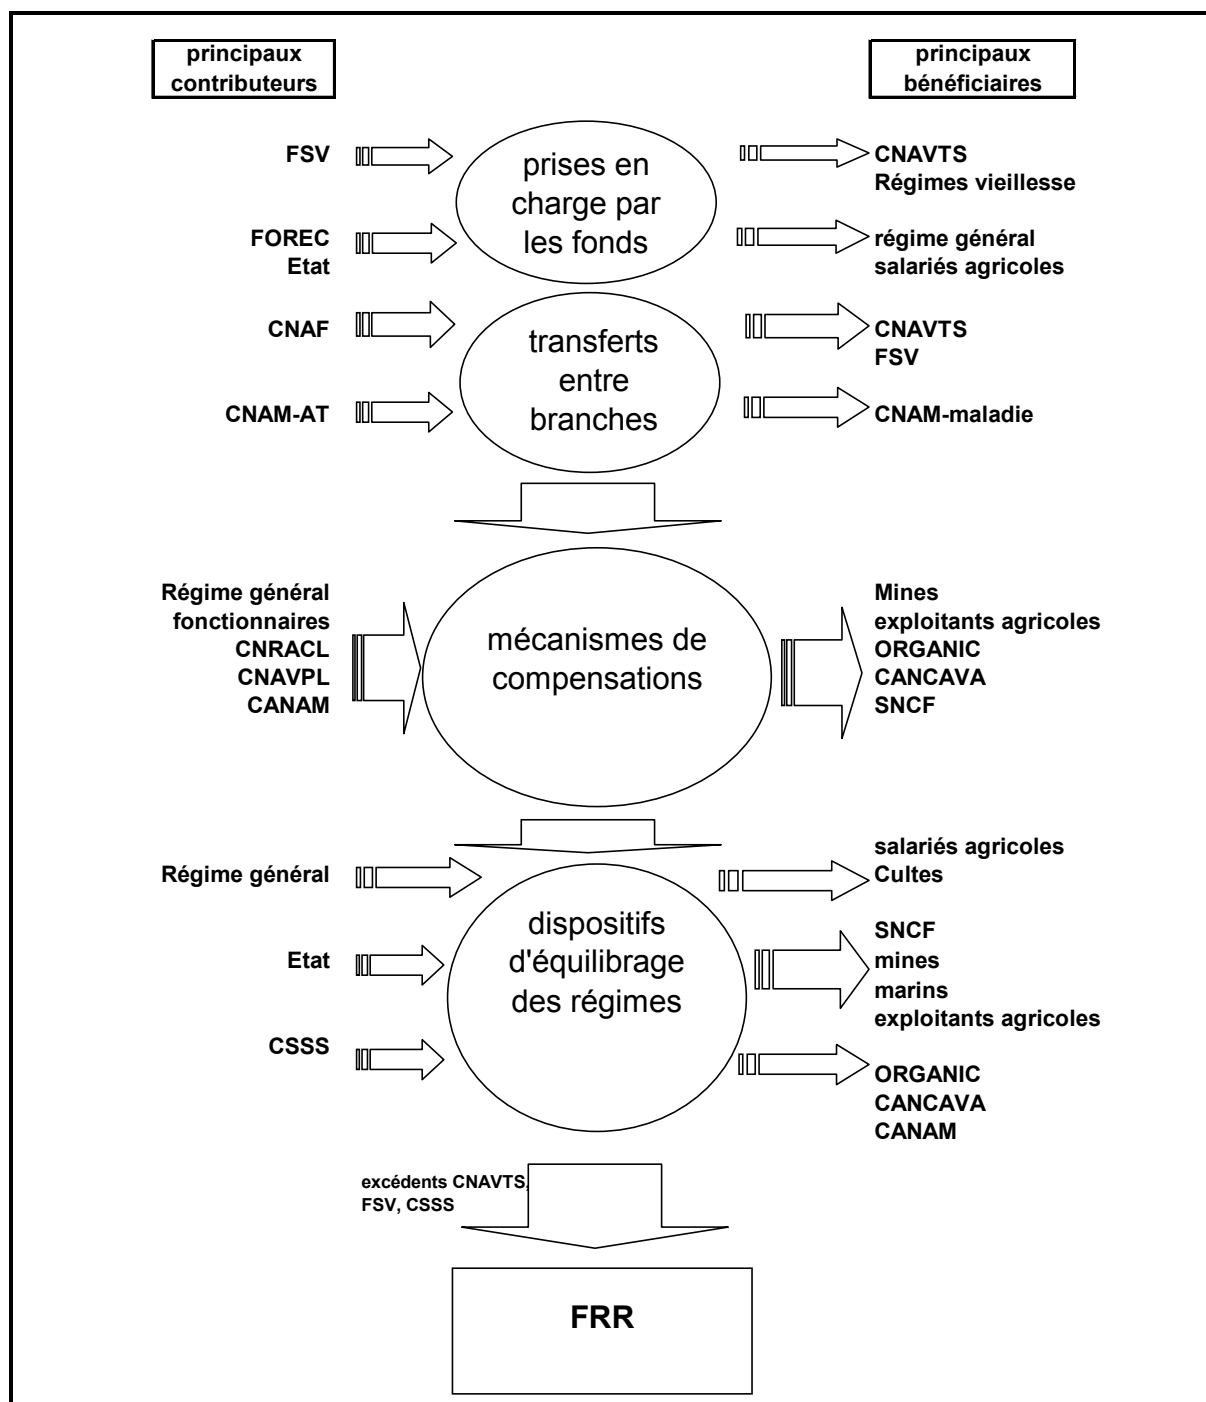 principaux
contributeurs
principaux
bénéficiaires
FSV
prises en
charge par
les fonds
CNAVTS
Régimes vieillesse
FOREC
Etat
régime général
salariés agricoles
CNAF
transferts
entre
branches
CNAVTS
FSV
CNAM-AT
CNAM-maladie
Régime général
fonctionnaires
CNRACL
CNAVPL
CANAM
mécanismes de
compensations
Mines
exploitants agricoles
ORGANIC
CANCAVA
SNCF
Régime général
Etat
CSSS
dispositifs
d'équilibrage
des régimes
salariés agricoles
Cultes
SNCF
mines
marins
exploitants agricoles
ORGANIC
CANCAVA
CANAM
excédents CNAVTS,
FSV, CSSS
FRR